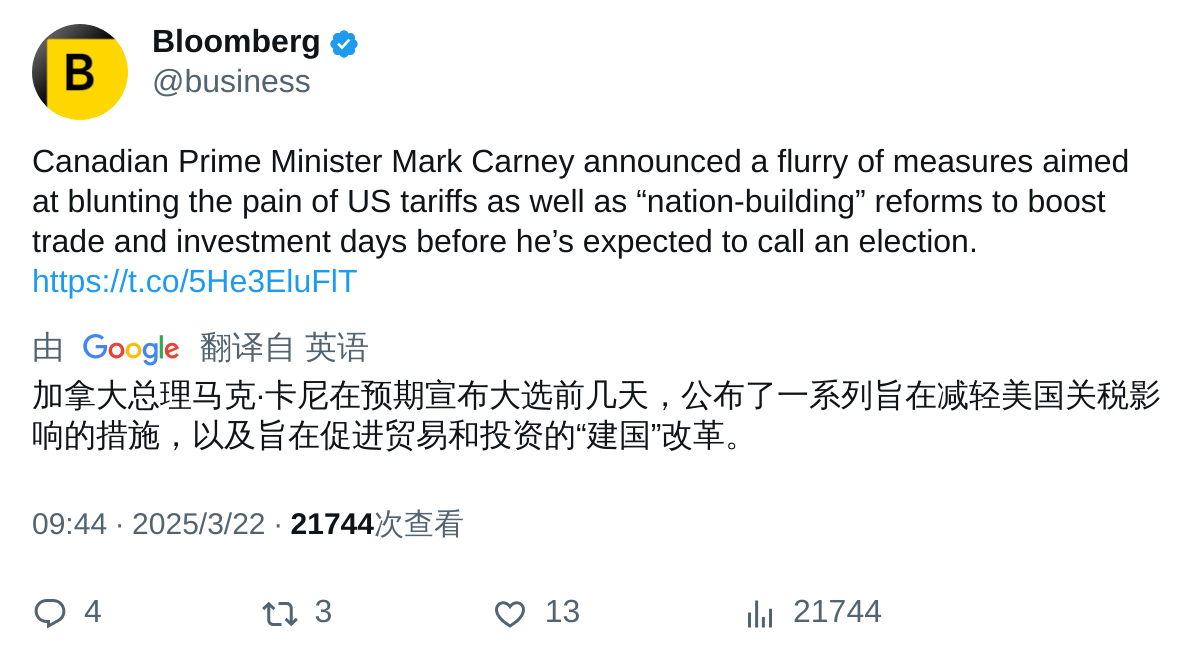 B
Bloomberg
@business
Canadian Prime Minister Mark Carney announced a flurry of measures aimed
at blunting the pain of US tariffs as well as “nation-building” reforms to boost
trade and investment days before he’s expected to call an election.
https://t.co/5He3EluFlT
由 Google 翻译自 英语
加拿大总理马克·卡尼在预期宣布大选前几天，公布了一系列旨在减轻美国关税影
响的措施，以及旨在促进贸易和投资的“建国”改革。
09:44 · 2025/3/22 · 21744次查看
4 3 13 21744